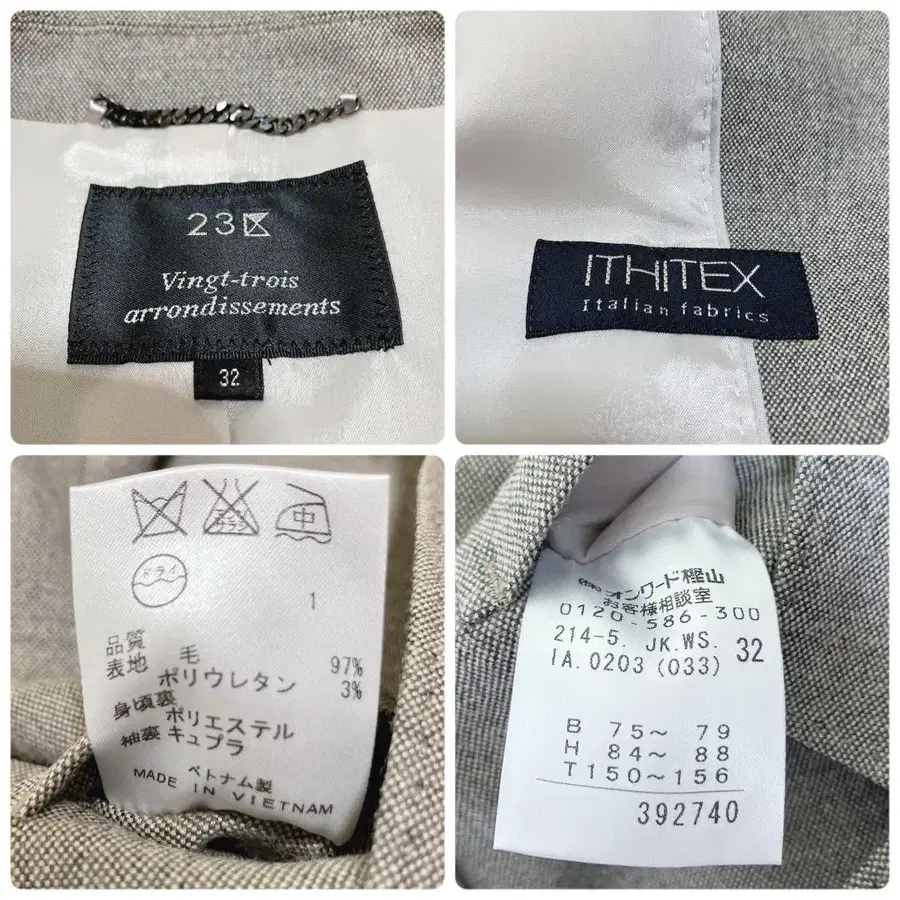 23区
Vingt-trois
arrondissements
32
ITHITEX
Italian fabrics
中
ドライ
1
品質
表地 毛 97%
ポリウレタン 3%
身頃裏
ポリエステル
袖裏 キュプラ
ベトナム製
MADE IN VIETNAM
㈱オンワード樫山
お客様相談室
0120-586-300
214-5. JK.WS. 32
IA.0203 (033)
B 75～ 79
H 84～ 88
T 150～156
392740